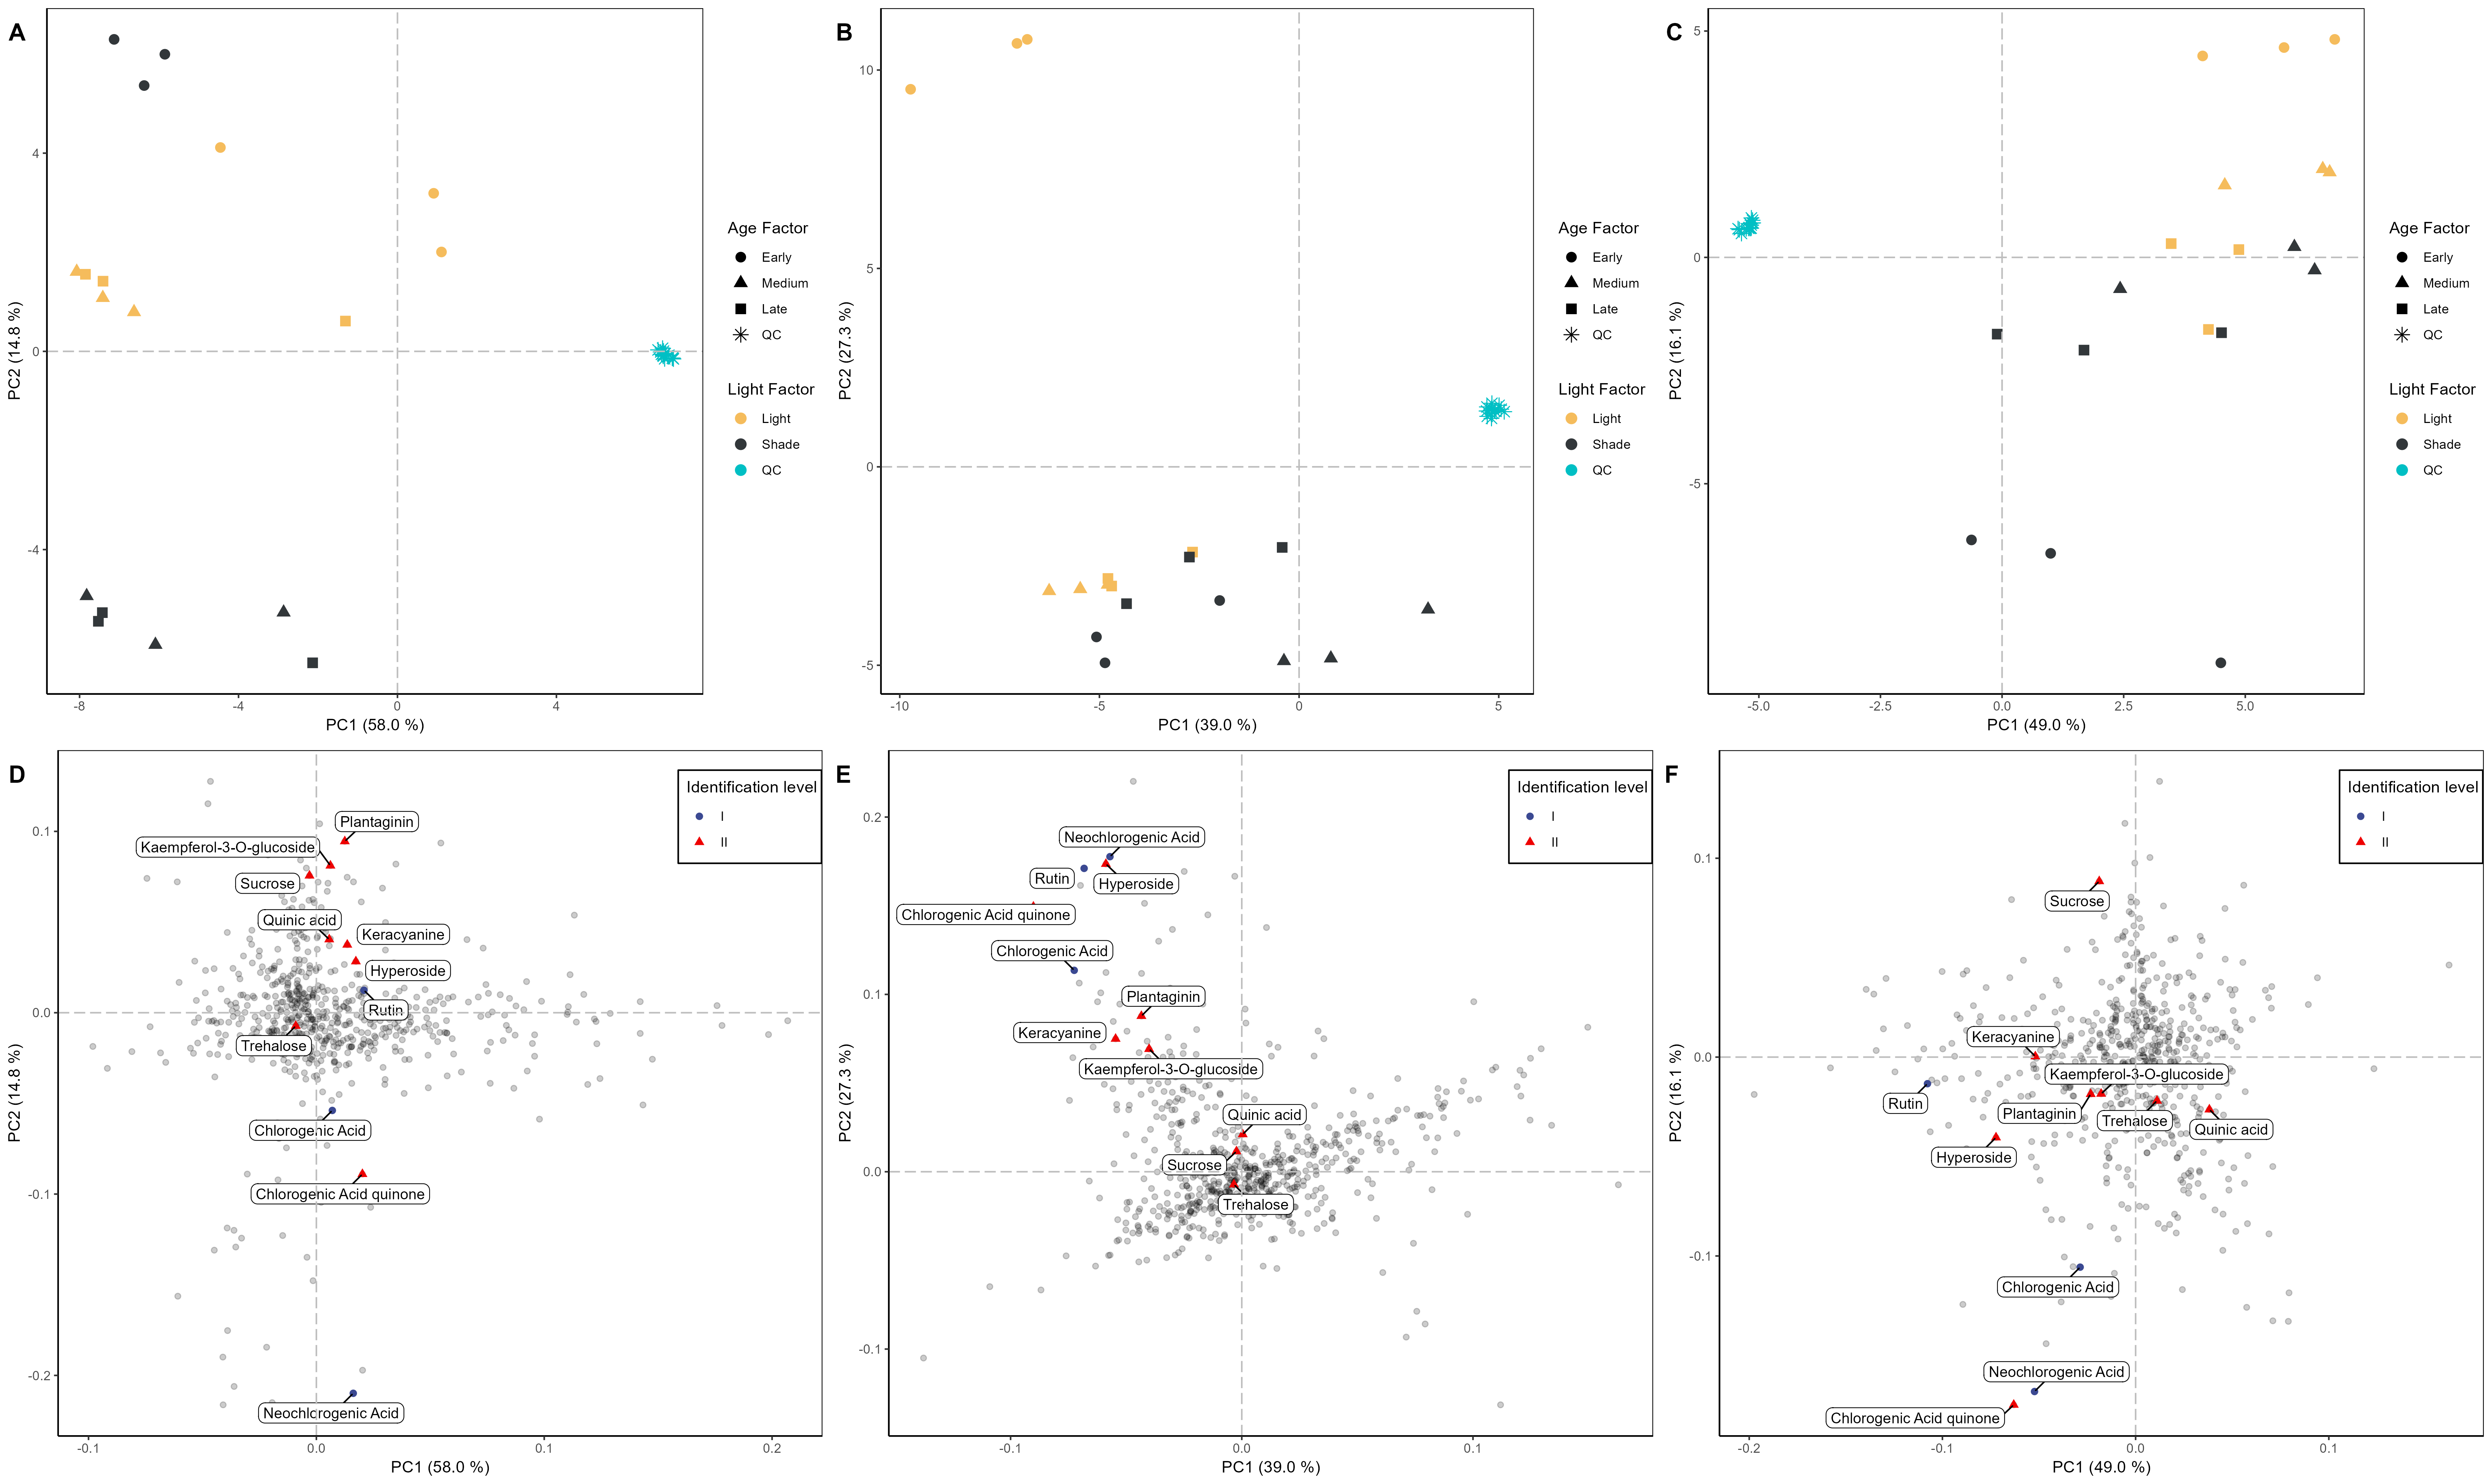 A
4
0
-4
PC2 (14.8 %)
-8
-4
0
4
PC1 (58.0 %)
Age Factor
Early
Medium
Late
QC
Light Factor
Light
Shade
QC
B
10
5
0
-5
PC2 (27.3 %)
-10
-5
0
5
PC1 (39.0 %)
Age Factor
Early
Medium
Late
QC
Light Factor
Light
Shade
QC
C
5
0
-5
PC2 (16.1 %)
-5.0
-2.5
0.0
2.5
5.0
PC1 (49.0 %)
Age Factor
Early
Medium
Late
QC
Light Factor
Light
Shade
QC
D
Identification level
I
II
0.1
0.0
-0.1
-0.2
PC2 (14.8 %)
Plantaginin
Kaempferol-3-O-glucoside
Sucrose
Quinic acid
Keracyanine
Hyperoside
Rutin
Trehalose
Chlorogenic Acid
Chlorogenic Acid quinone
Neochlorogenic Acid
-0.1
0.0
0.1
0.2
PC1 (58.0 %)
E
Identification level
I
II
0.2
0.1
0.0
-0.1
PC2 (27.3 %)
Neochlorogenic Acid
Rutin
Hyperoside
Chlorogenic Acid quinone
Chlorogenic Acid
Plantaginin
Keracyanine
Kaempferol-3-O-glucoside
Quinic acid
Sucrose
Trehalose
-0.1
0.0
0.1
PC1 (39.0 %)
F
Identification level
I
II
0.1
0.0
-0.1
PC2 (16.1 %)
Sucrose
Keracyanine
Kaempferol-3-O-glucoside
Rutin
Plantaginin
Trehalose
Quinic acid
Hyperoside
Chlorogenic Acid
Neochlorogenic Acid
Chlorogenic Acid quinone
-0.2
-0.1
0.0
0.1
PC1 (49.0 %)